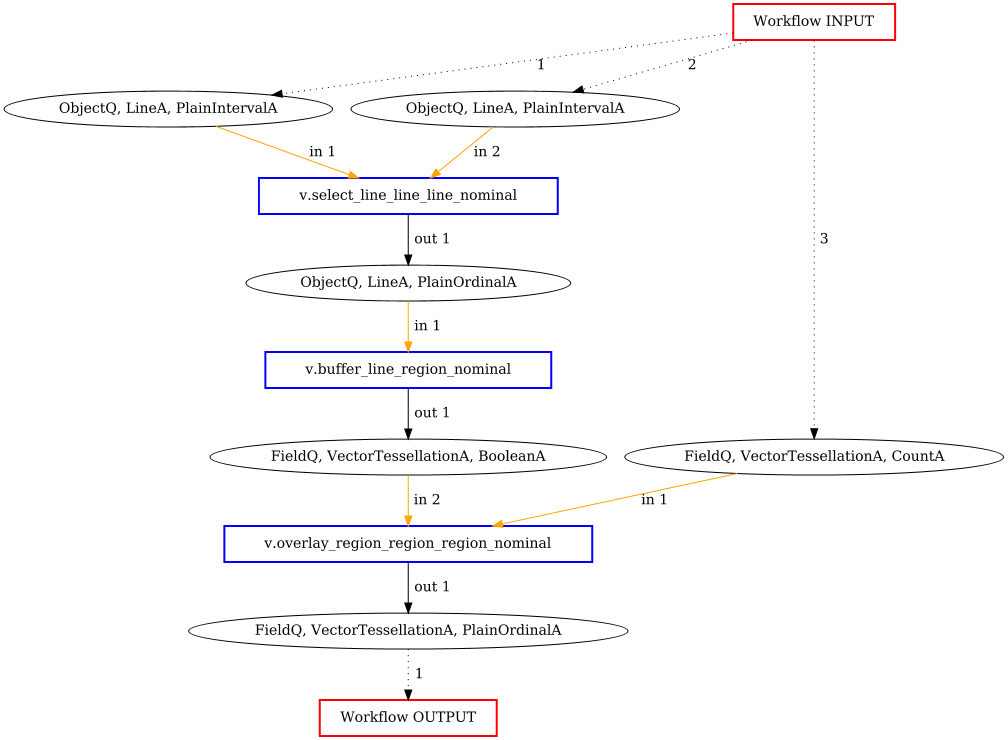 Workflow INPUT
1
2
ObjectQ, LineA, PlainIntervalA
ObjectQ, LineA, PlainIntervalA
in 1
in 2
v.select_line_line_line_nominal
out 1
3
ObjectQ, LineA, PlainOrdinalA
in 1
v.buffer_line_region_nominal
out 1
FieldQ, VectorTessellationA, BooleanA
FieldQ, VectorTessellationA, CountA
in 2
in 1
v.overlay_region_region_region_nominal
out 1
FieldQ, VectorTessellationA, PlainOrdinalA
1
Workflow OUTPUT